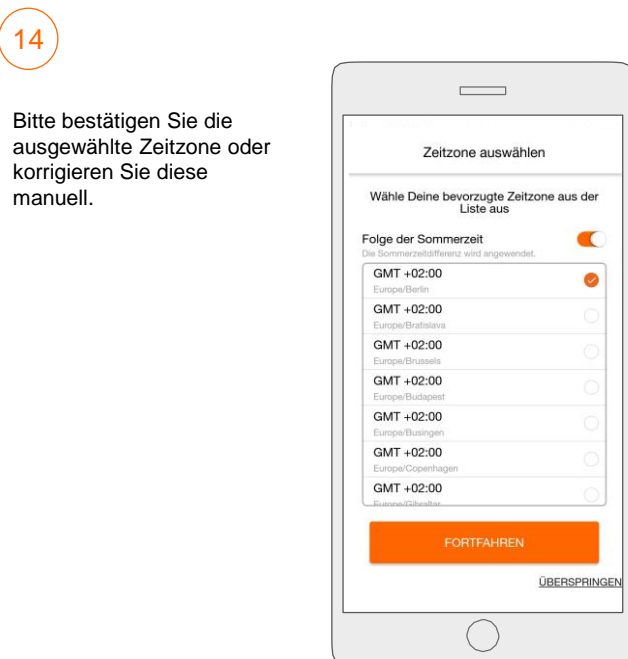 14
Bitte bestätigen Sie die
ausgewählte Zeitzone oder
korrigieren Sie diese
manuell.
Zeitzone auswählen
Wähle Deine bevorzugte Zeitzone aus der
Liste aus
Folge der Sommerzeit
Die Sommerzeitdifferenz wird angewendet.
GMT +02:00
Europe/Berlin
GMT +02:00
Europe/Bratislava
GMT +02:00
Europe/Brussels
GMT +02:00
Europe/Budapest
GMT +02:00
Europe/Busingen
GMT +02:00
Europe/Copenhagen
GMT +02:00
Europe/Gibraltar
FORTFAHREN
ÜBERSPRINGEN